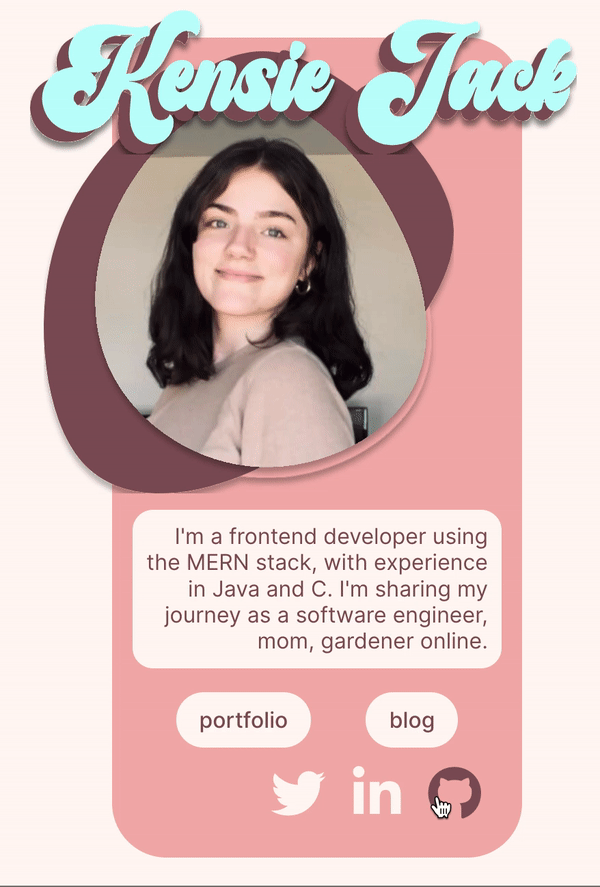 Kensie Jack
I'm a frontend developer using
the MERN stack, with experience
in Java and C. I'm sharing my
journey as a software engineer,
mom, gardener online.
portfolio blog
in